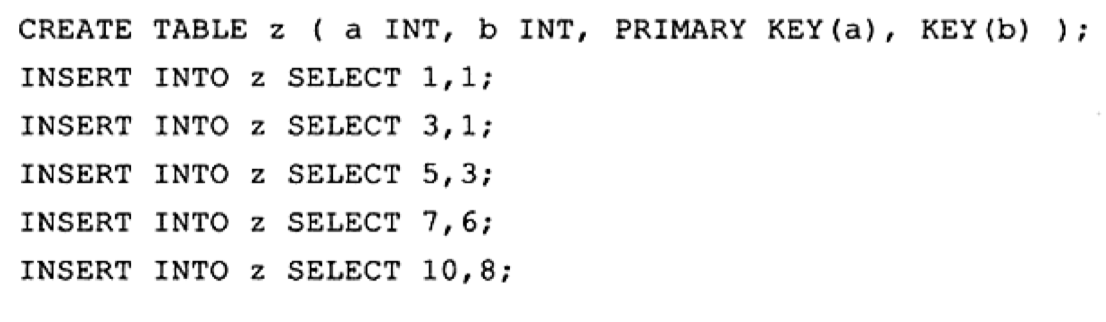 CREATE TABLE z ( a INT, b INT, PRIMARY KEY(a), KEY(b) );
INSERT INTO z SELECT 1,1;
INSERT INTO z SELECT 3,1;
INSERT INTO z SELECT 5,3;
INSERT INTO z SELECT 7,6;
INSERT INTO z SELECT 10,8;